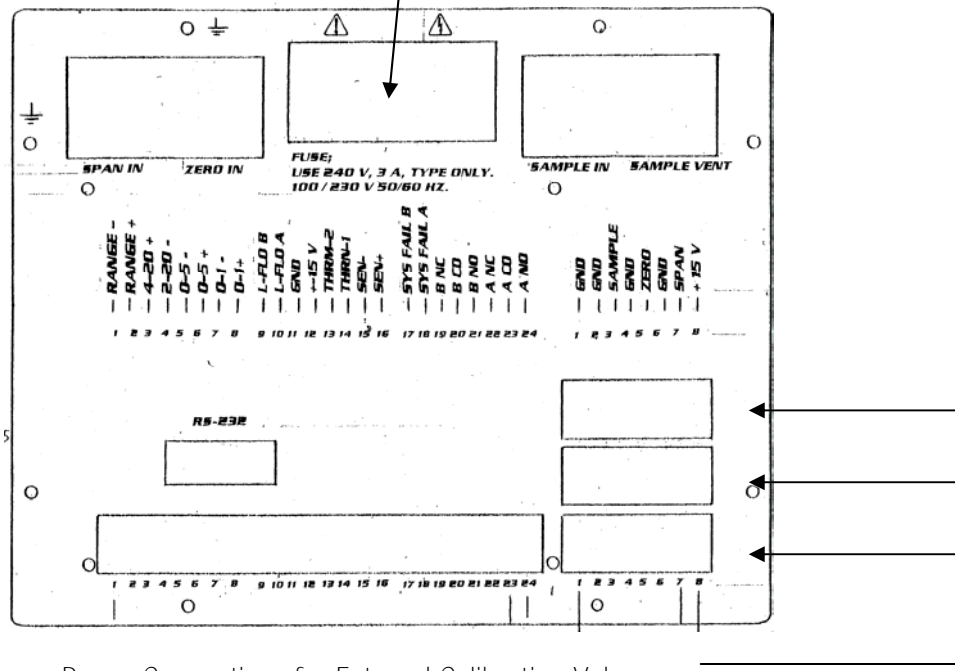 SPAN IN ZERO IN
FUSE;
USE 240 V, 3 A, TYPE ONLY.
100 / 230 V 50/60 HZ.
SAMPLE IN SAMPLE VENT
RANGE -
RANGE +
4-20 +
2-20 -
0-5 -
0-5 +
0-1 -
0-1+
L-FLO B
L-FLO A
GND
+-15 V
THRM-2
THRN-1
SEN-
SEN+
SYS FAIL B
SYS FAIL A
B NC
B CO
B NO
A NC
A CO
A NO
GND
GND
SAMPLE
GND
ZERO
GND
SPAN
+ 15 V
1 2 3 4 5 6 7 8 9 10 11 12 13 14 15 16 17 18 19 20 21 22 23 24
1 2 3 4 5 6 7 8
RS-232
5
1 2 3 4 5 6 7 8 9 10 11 12 13 14 15 16 17 18 19 20 21 22 23 24
1 2 3 4 5 6 7 8